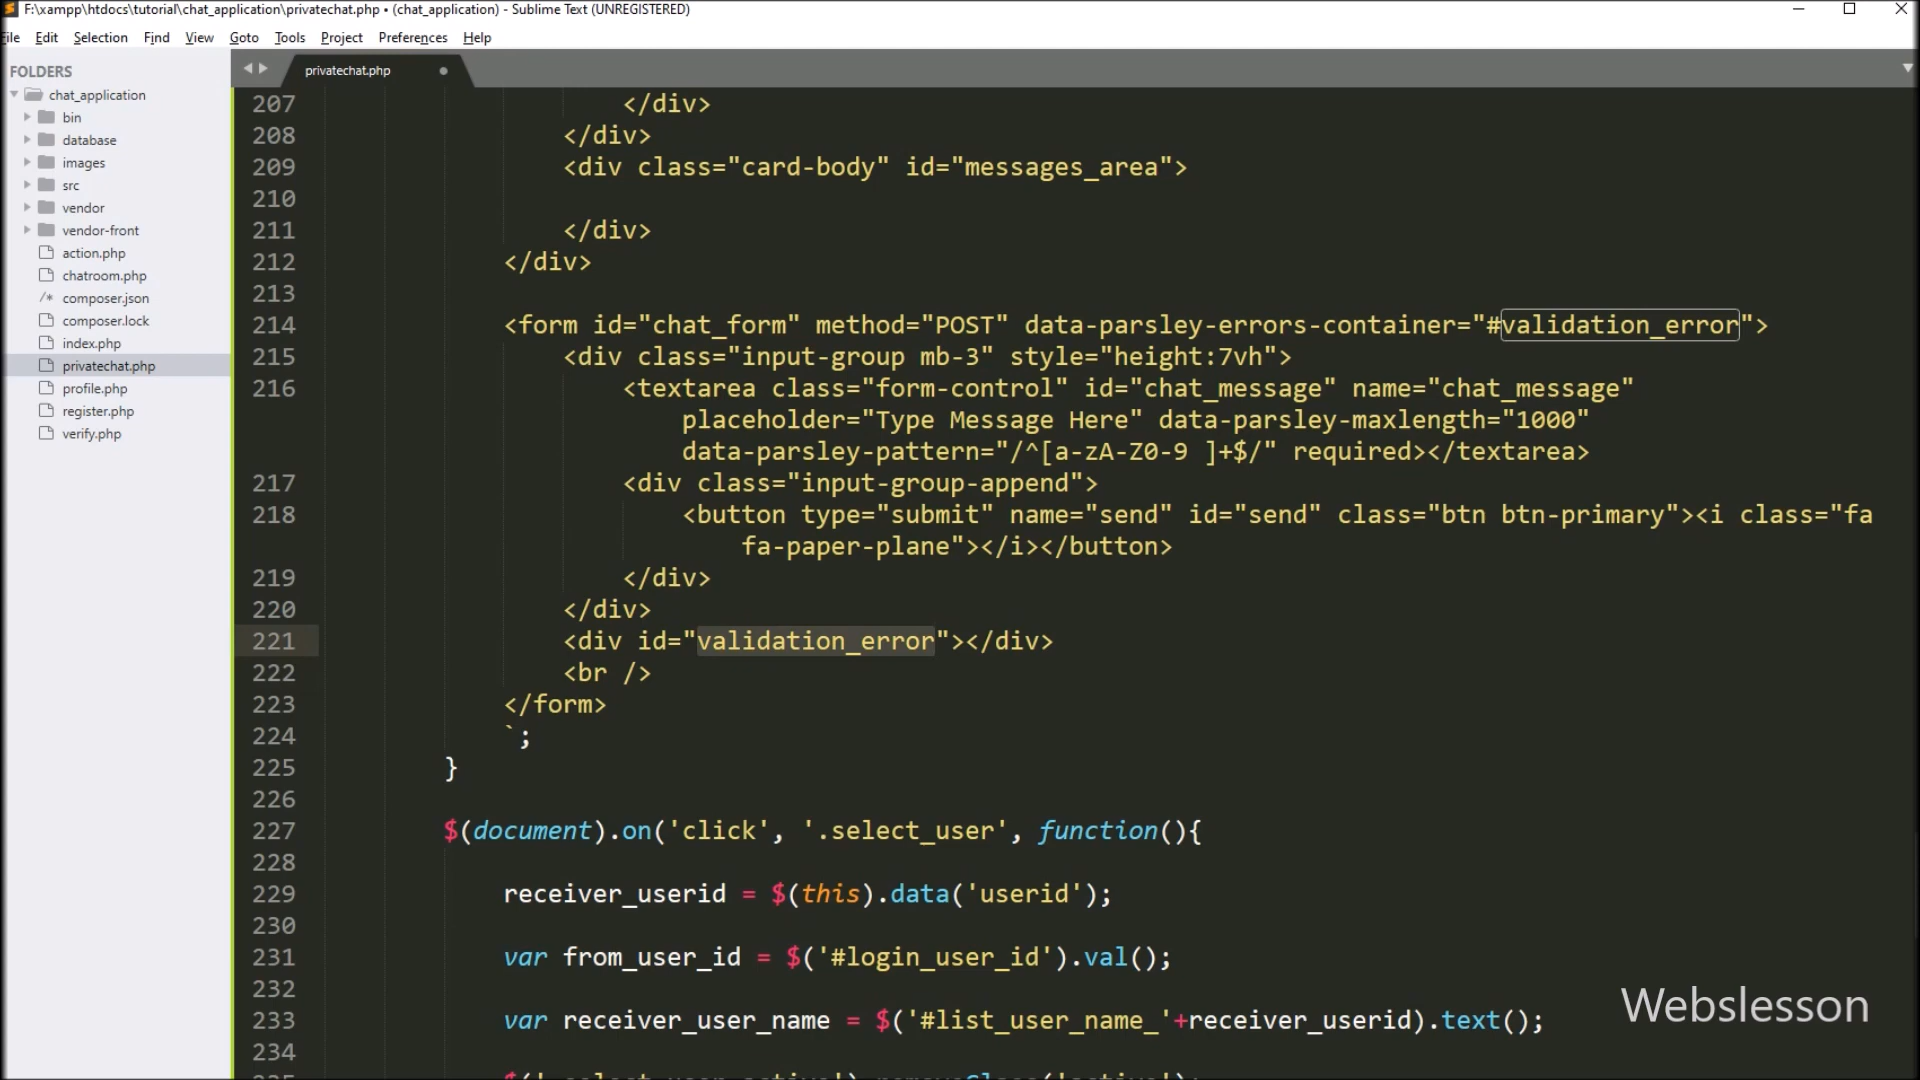 F:\xampp\htdocs\tutorial\chat_application\privatechat.php • (chat_application) - Sublime Text (UNREGISTERED)
File Edit Selection Find View Goto Tools Project Preferences Help
FOLDERS
chat_application
bin
database
images
src
vendor
vendor-front
action.php
chatroom.php
/* composer.json
composer.lock
index.php
privatechat.php
profile.php
register.php
verify.php
privatechat.php
207 </div>
208 </div>
209 <div class="card-body" id="messages_area">
210
211 </div>
212 </div>
213
214 <form id="chat_form" method="POST" data-parsley-errors-container="#validation_error">
215 <div class="input-group mb-3" style="height:7vh">
216 <textarea class="form-control" id="chat_message" name="chat_message"
placeholder="Type Message Here" data-parsley-maxlength="1000"
data-parsley-pattern="/^[a-zA-Z0-9 ]+$/" required></textarea>
217 <div class="input-group-append">
218 <button type="submit" name="send" id="send" class="btn btn-primary"><i class="fa
fa-paper-plane"></i></button>
219 </div>
220 </div>
221 <div id="validation_error"></div>
222 <br />
223 </form>
224 `;
225 }
226
227 $(document).on('click', '.select_user', function(){
228
229 receiver_userid = $(this).data('userid');
230
231 var from_user_id = $('#login_user_id').val();
232
233 var receiver_user_name = $('#list_user_name_'+receiver_userid).text();
234
Webslesson